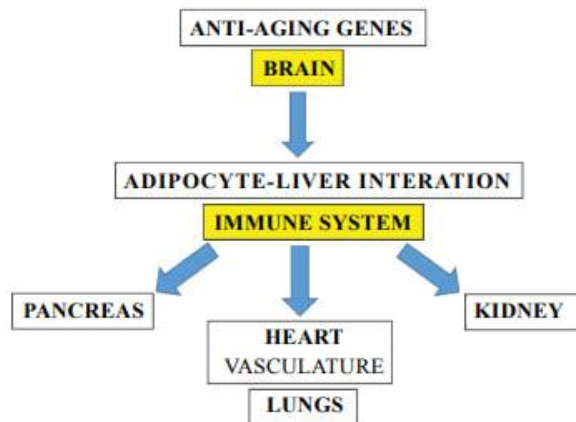 ANTI-AGING GENES
BRAIN
ADIPOCYTE-LIVER INTERATION
IMMUNE SYSTEM
PANCREAS
KIDNEY
HEART
VASCULATURE
LUNGS